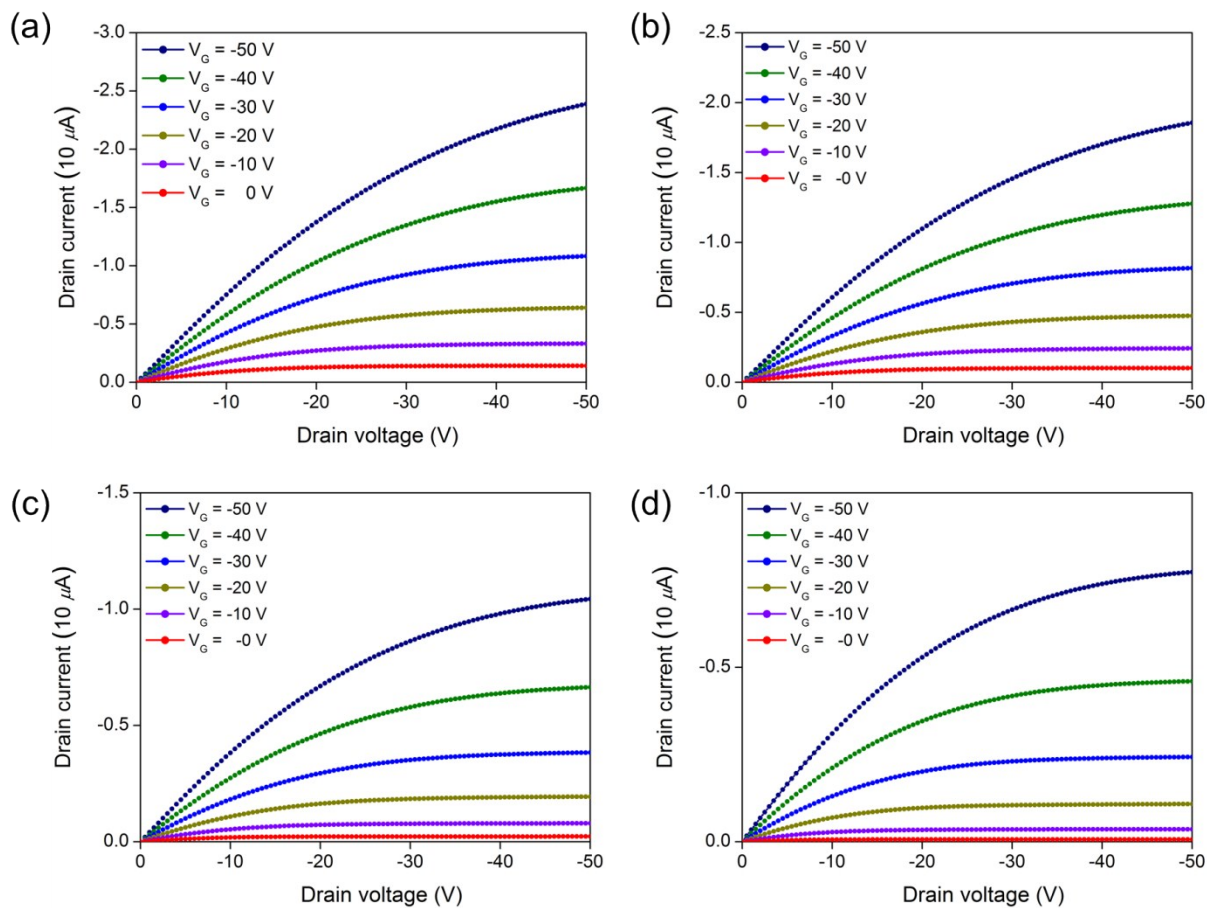 (a)
-3.0
-2.5
-2.0
-1.5
-1.0
-0.5
0.0
Drain current (10 μA)
V_G = -50 V
V_G = -40 V
V_G = -30 V
V_G = -20 V
V_G = -10 V
V_G = 0 V
0 -10 -20 -30 -40 -50
Drain voltage (V)
(b)
-2.5
-2.0
-1.5
-1.0
-0.5
0.0
Drain current (10 μA)
V_G = -50 V
V_G = -40 V
V_G = -30 V
V_G = -20 V
V_G = -10 V
V_G = -0 V
0 -10 -20 -30 -40 -50
Drain voltage (V)
(c)
-1.5
-1.0
-0.5
0.0
Drain current (10 μA)
V_G = -50 V
V_G = -40 V
V_G = -30 V
V_G = -20 V
V_G = -10 V
V_G = -0 V
0 -10 -20 -30 -40 -50
Drain voltage (V)
(d)
-1.0
-0.5
0.0
Drain current (10 μA)
V_G = -50 V
V_G = -40 V
V_G = -30 V
V_G = -20 V
V_G = -10 V
V_G = -0 V
0 -10 -20 -30 -40 -50
Drain voltage (V)